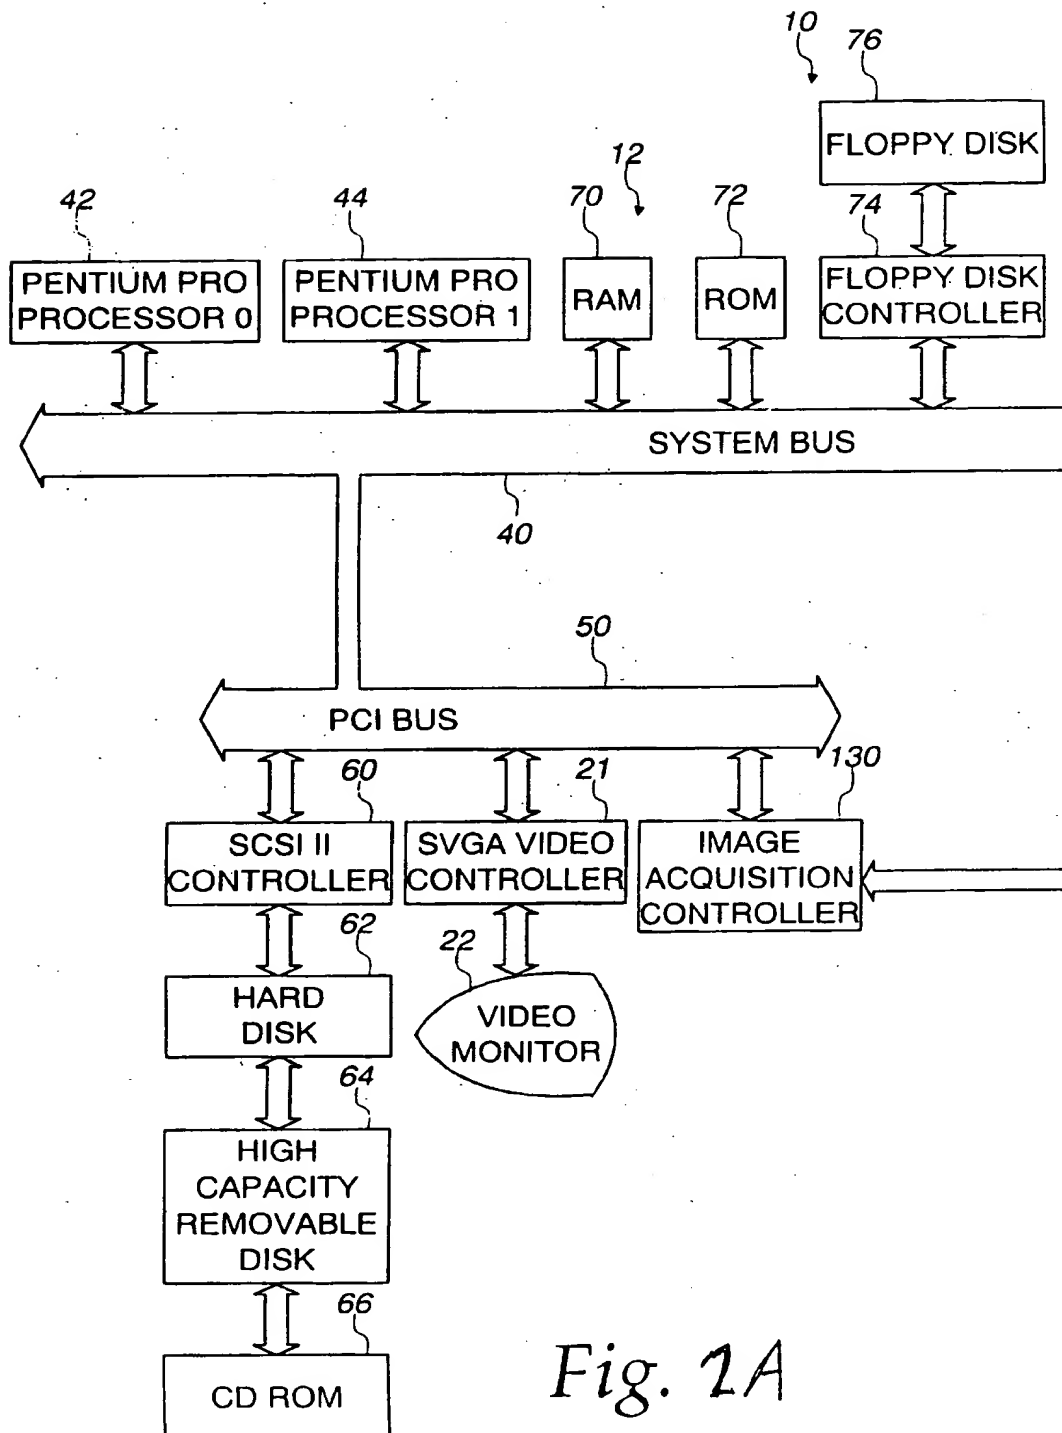 10
76
FLOPPY DISK
12
42
44
70
72
74
PENTIUM PRO
PROCESSOR 0
PENTIUM PRO
PROCESSOR 1
RAM
ROM
FLOPPY DISK
CONTROLLER
SYSTEM BUS
40
50
PCI BUS
60
21
130
SCSI II
CONTROLLER
SVGA VIDEO
CONTROLLER
IMAGE
ACQUISITION
CONTROLLER
62
22
HARD
DISK
VIDEO
MONITOR
64
HIGH
CAPACITY
REMOVABLE
DISK
66
CD ROM
Fig. 2A